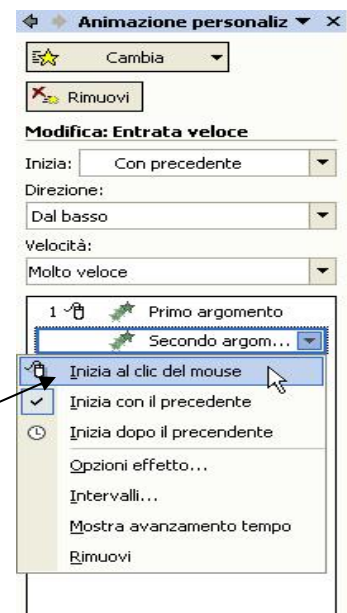 Animazione personaliz
Cambia
Rimuovi
Modifica: Entrata veloce
Inizia: Con precedente
Direzione:
Dal basso
Velocità:
Molto veloce
1 Primo argomento
Secondo argom...
Inizia al clic del mouse
Inizia con il precedente
Inizia dopo il precendente
Opzioni effetto...
Intervalli...
Mostra avanzamento tempo
Rimuovi